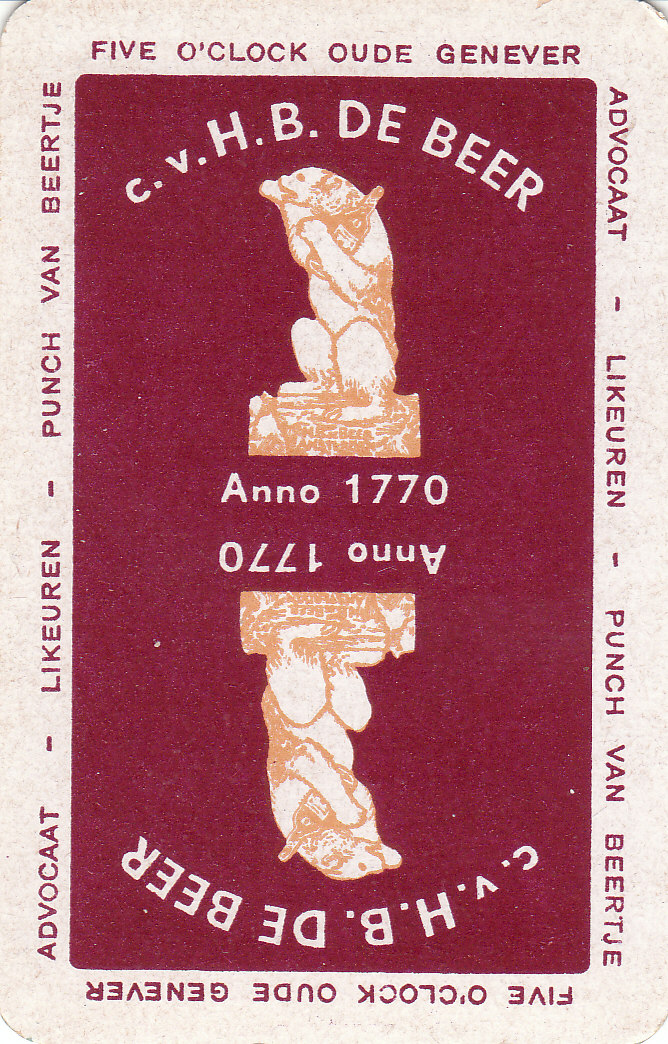 FIVE O'CLOCK OUDE GENEVER
ADVOCAAT - LIKEUREN - PUNCH VAN BEERTJE
c.v.H.B. DE BEER
Anno 1770
Anno 1770
c.v.H.B. DE BEER
ADVOCAAT - LIKEUREN - PUNCH VAN BEERTJE
FIVE O'CLOCK OUDE GENEVER